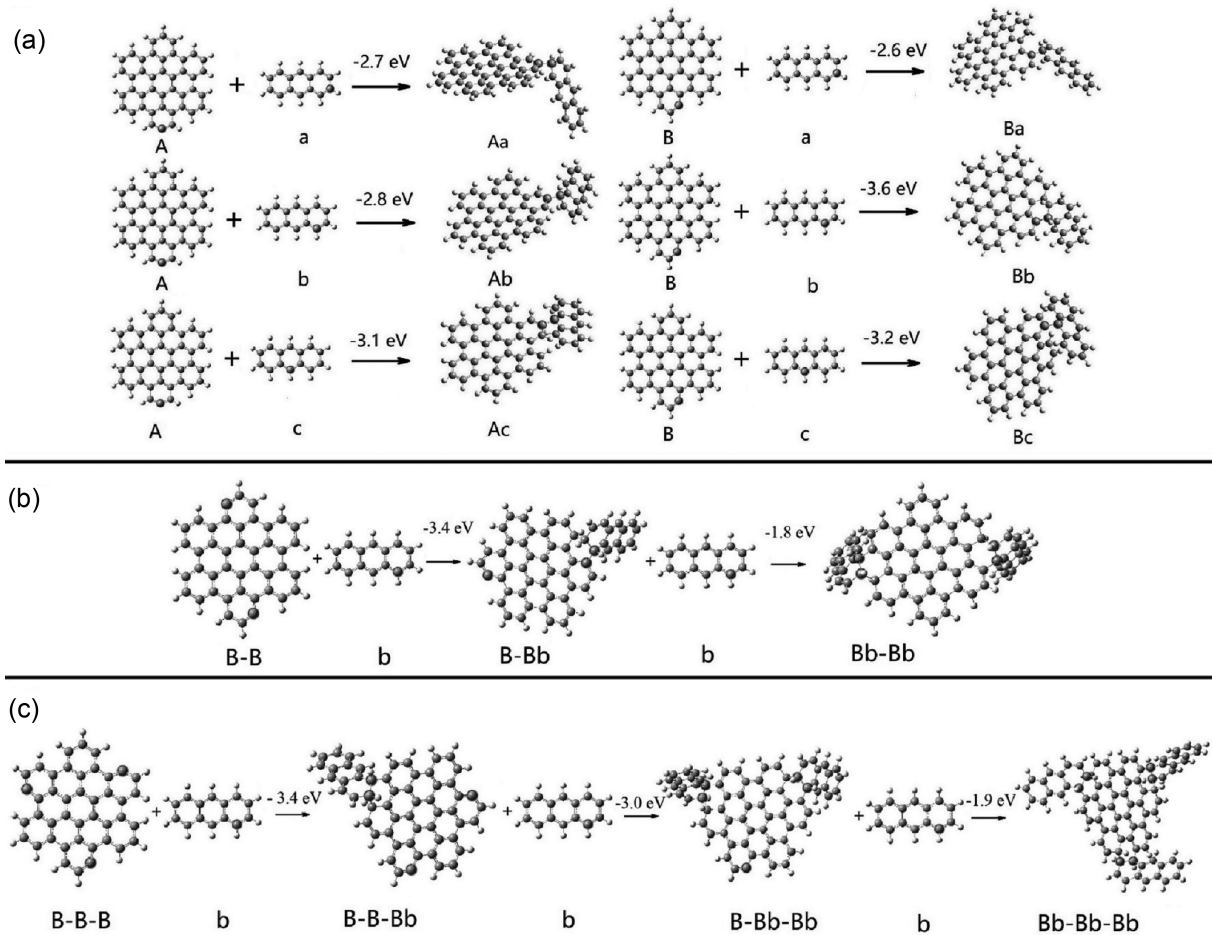 (a)
A + a -2.7 eV Aa
B + a -2.6 eV Ba
A + b -2.8 eV Ab
B + b -3.6 eV Bb
A + c -3.1 eV Ac
B + c -3.2 eV Bc
(b)
+ -3.4 eV + -1.8 eV
B-B b B-Bb b Bb-Bb
(c)
+ - 3.4 eV + -3.0 eV + -1.9 eV
B-B-B b B-B-Bb b B-Bb-Bb b Bb-Bb-Bb